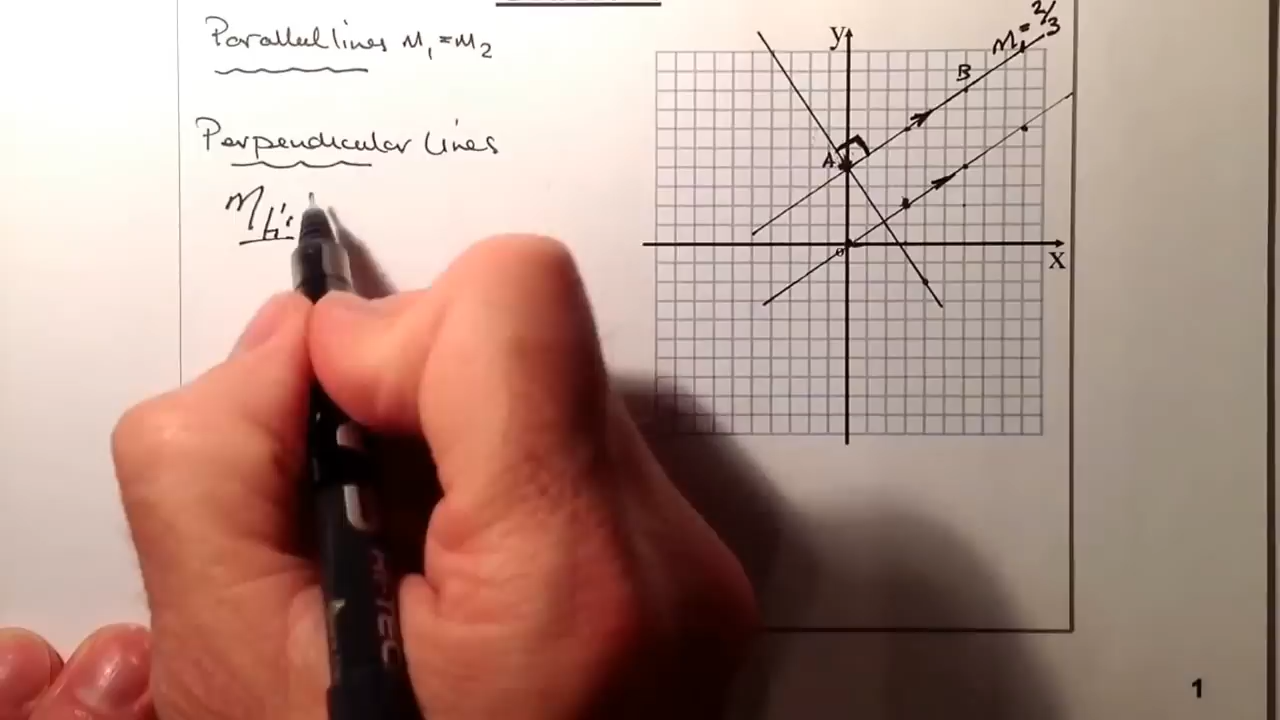 Parallel lines M₁ = M₂
Perpendicular lines
y
M₁ = 2/3
B
A
o
x
1